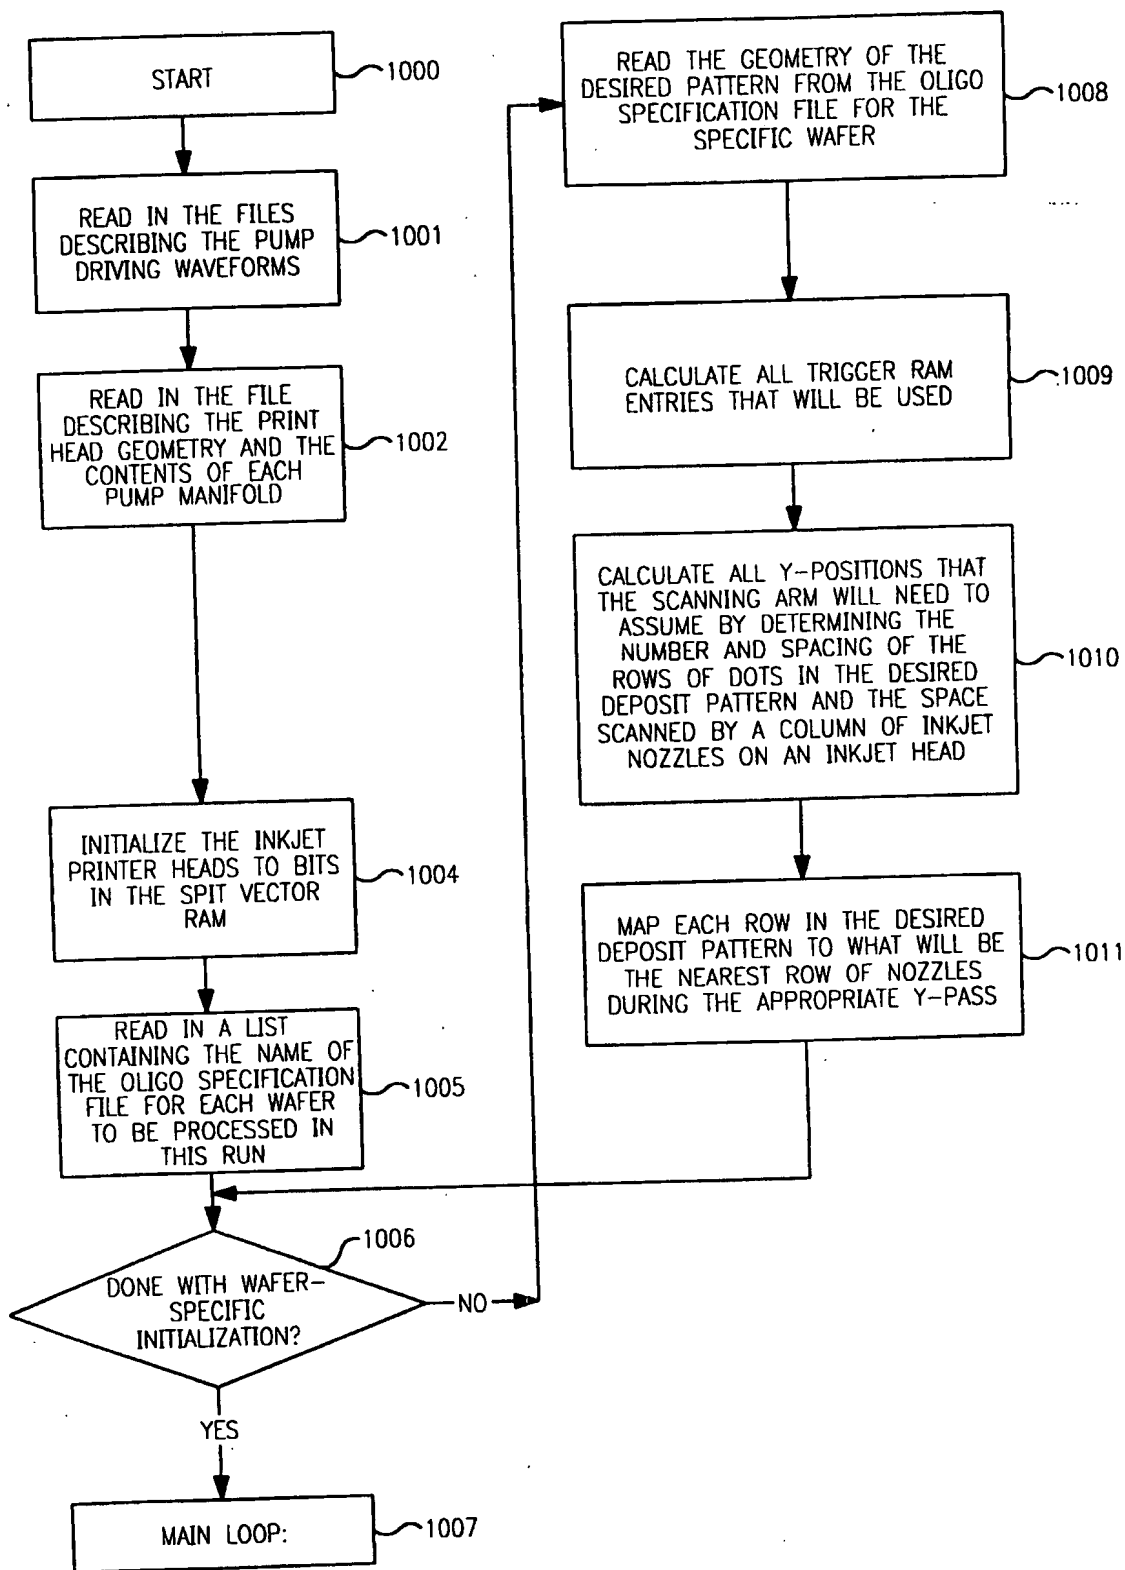 START
1000
READ IN THE FILES
DESCRIBING THE PUMP
DRIVING WAVEFORMS
1001
READ IN THE FILE
DESCRIBING THE PRINT
HEAD GEOMETRY AND THE
CONTENTS OF EACH
PUMP MANIFOLD
1002
INITIALIZE THE INKJET
PRINTER HEADS TO BITS
IN THE SPIT VECTOR
RAM
1004
READ IN A LIST
CONTAINING THE NAME OF
THE OLIGO SPECIFICATION
FILE FOR EACH WAFER
TO BE PROCESSED IN
THIS RUN
1005
DONE WITH WAFER-
SPECIFIC
INITIALIZATION?
1006
NO
YES
MAIN LOOP:
1007
READ THE GEOMETRY OF THE
DESIRED PATTERN FROM THE OLIGO
SPECIFICATION FILE FOR THE
SPECIFIC WAFER
1008
CALCULATE ALL TRIGGER RAM
ENTRIES THAT WILL BE USED
1009
CALCULATE ALL Y-POSITIONS THAT
THE SCANNING ARM WILL NEED TO
ASSUME BY DETERMINING THE
NUMBER AND SPACING OF THE
ROWS OF DOTS IN THE DESIRED
DEPOSIT PATTERN AND THE SPACE
SCANNED BY A COLUMN OF INKJET
NOZZLES ON AN INKJET HEAD
1010
MAP EACH ROW IN THE DESIRED
DEPOSIT PATTERN TO WHAT WILL BE
THE NEAREST ROW OF NOZZLES
DURING THE APPROPRIATE Y-PASS
1011